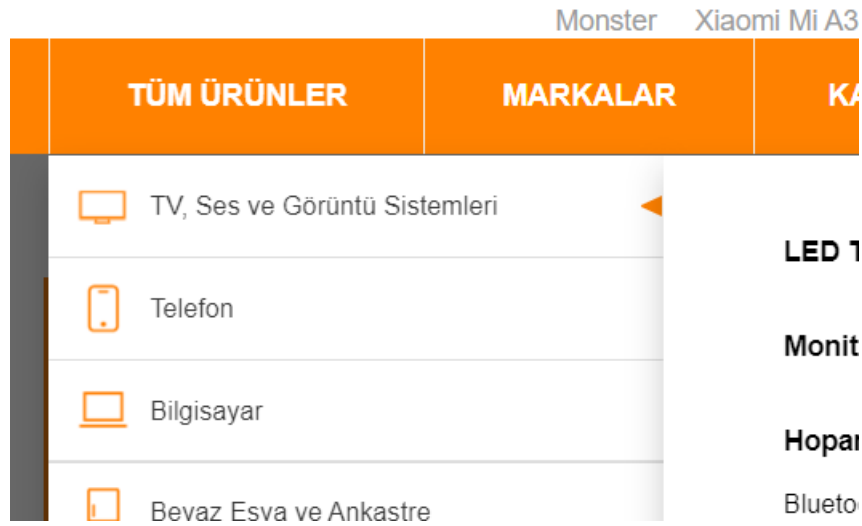 Monster Xiaomi Mi A3
TÜM ÜRÜNLER MARKALAR
TV, Ses ve Görüntü Sistemleri
LED
Telefon
Bilgisayar
Beyaz Eşya ve Ankastre